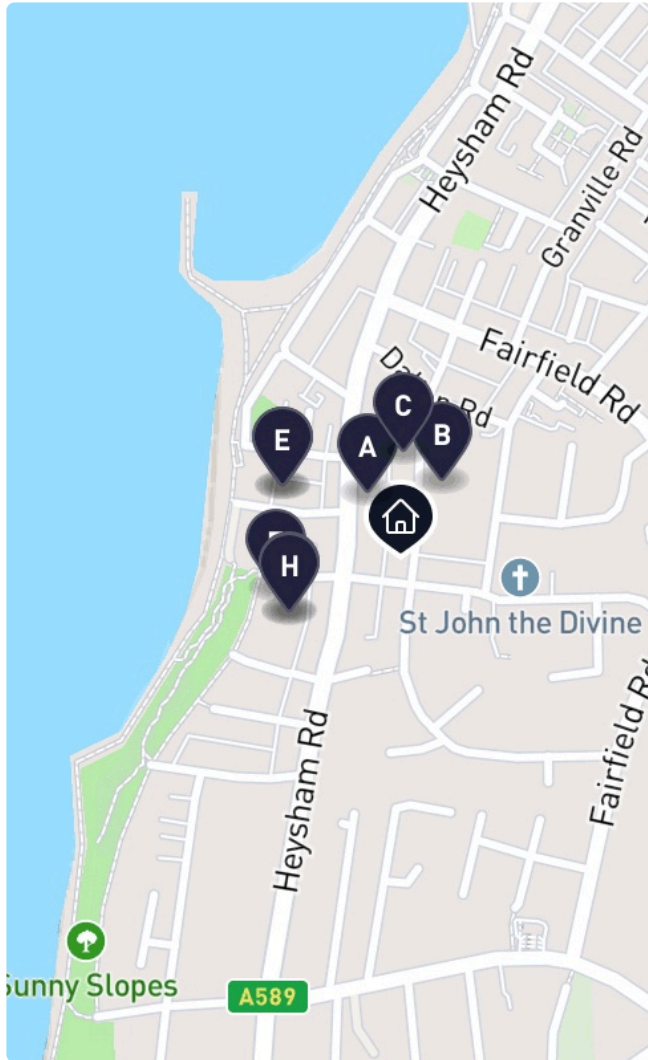 Heysham Rd
Granville Rd
Fairfield Rd
C
B
A
E
H
St John the Divine
Fairfield Rd
Heysham Rd
Sunny Slopes
A589